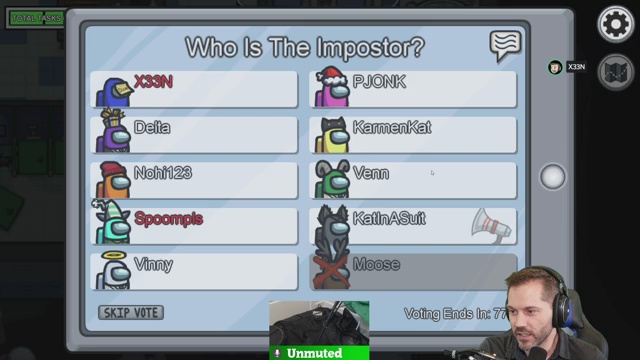 TOTAL TASKS
Who Is The Impostor?
X33N
X33N
PJONK
Delta
KarmenKat
Nohi123
Venn
Spoompls
KatInASuit
Vinny
Moose
SKIP VOTE
Voting Ends In: 77
Unmuted